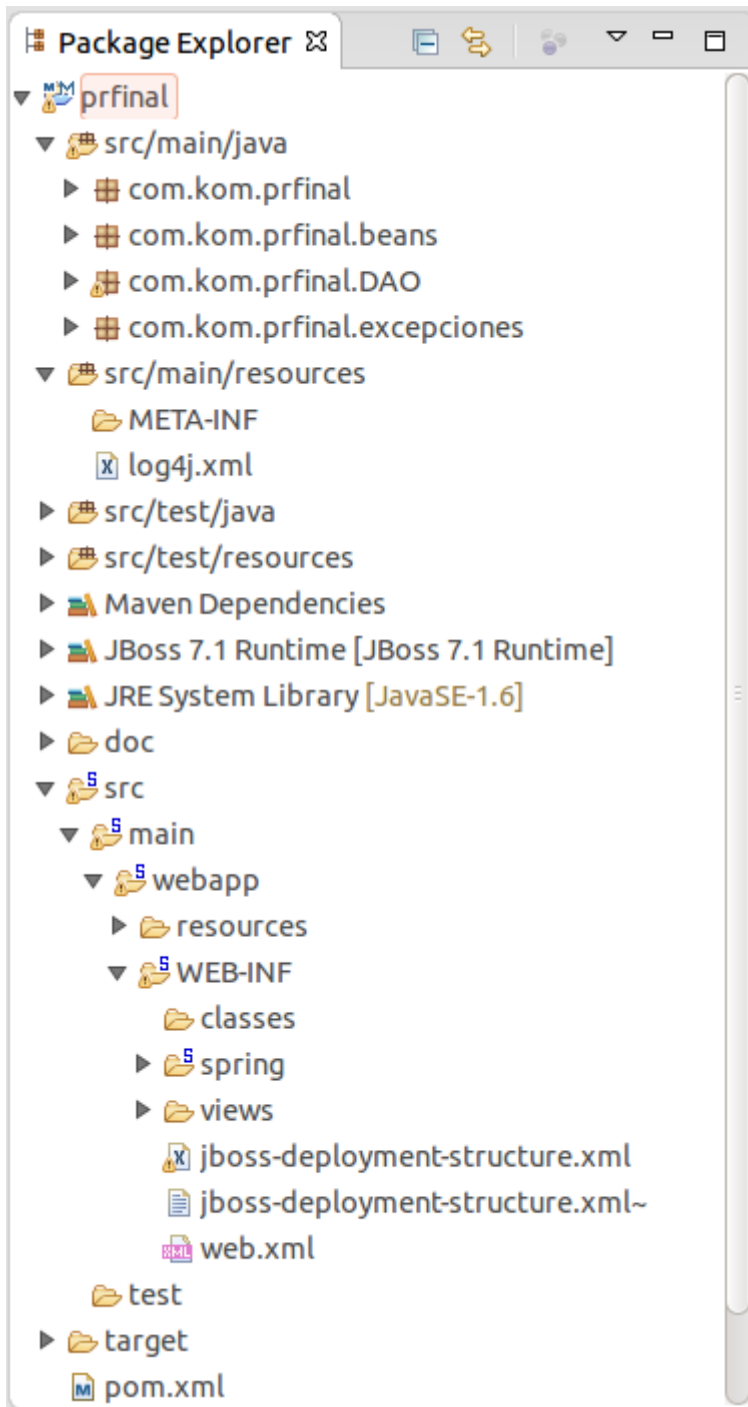 Package Explorer
prfinal
src/main/java
com.kom.prfinal
com.kom.prfinal.beans
com.kom.prfinal.DAO
com.kom.prfinal.excepciones
src/main/resources
META-INF
log4j.xml
src/test/java
src/test/resources
Maven Dependencies
JBoss 7.1 Runtime [JBoss 7.1 Runtime]
JRE System Library [JavaSE-1.6]
doc
src
main
webapp
resources
WEB-INF
classes
spring
views
jboss-deployment-structure.xml
jboss-deployment-structure.xml~
web.xml
test
target
pom.xml